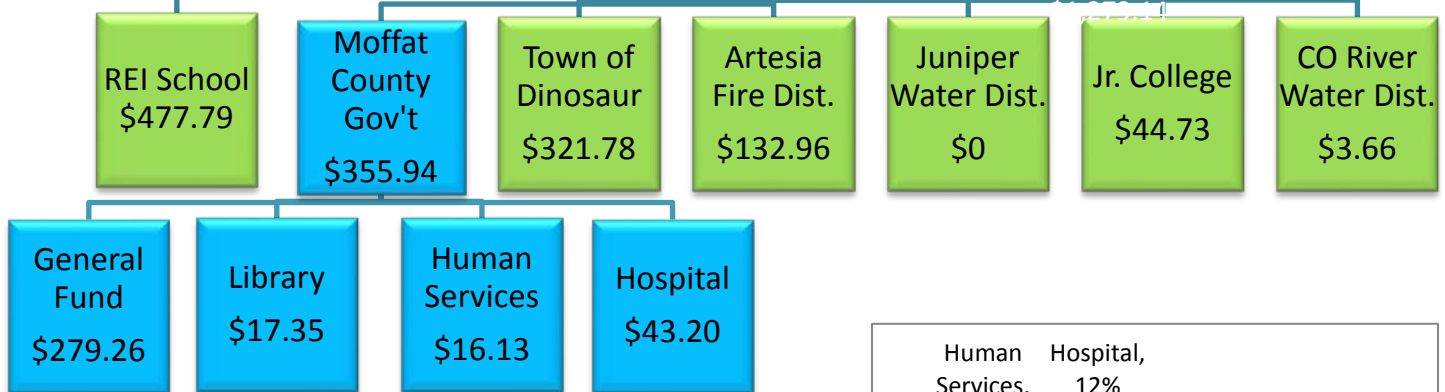 REI School
$477.79
Moffat
County
Gov't
$355.94
Town of
Dinosaur
$321.78
Artesia
Fire Dist.
$132.96
Juniper
Water Dist.
$0
Jr. College
$44.73
CO River
Water Dist.
$3.66
General
Fund
$279.26
Library
$17.35
Human
Services
$16.13
Hospital
$43.20
Human
Services,
Hospital,
12%